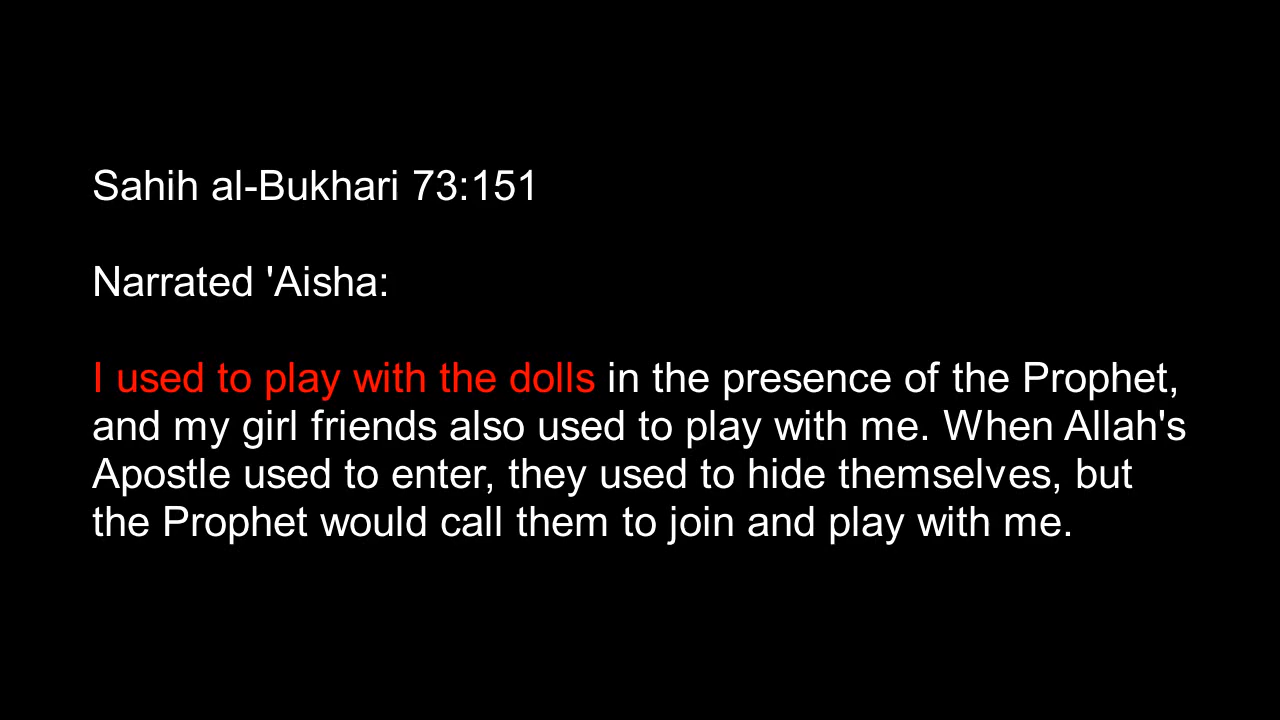 Sahih al-Bukhari 73:151
Narrated 'Aisha:
I used to play with the dolls in the presence of the Prophet,
and my girl friends also used to play with me. When Allah's
Apostle used to enter, they used to hide themselves, but
the Prophet would call them to join and play with me.